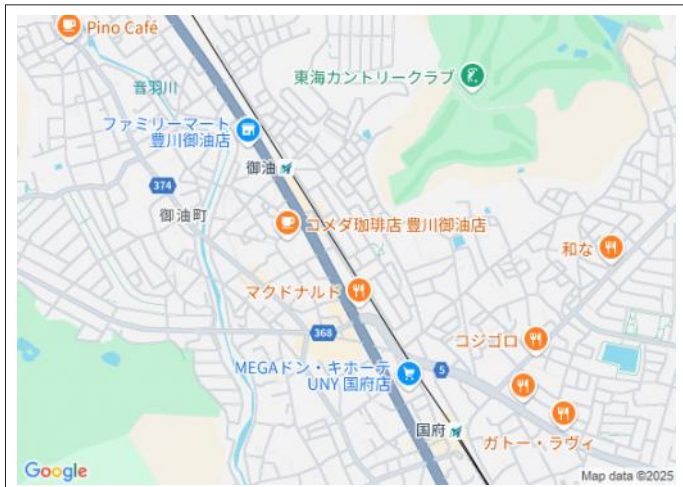 Pino Café
音羽川
東海カントリークラブ
ファミリーマート
豊川御油店
御油
374
御油町
コメダ珈琲店 豊川御油店
和な
マクドナルド
368
コジゴロ
MEGAドン・キホーテ
UNY 国府店
5
国府
ガトー・ラヴィ
Google
Map data ©2025